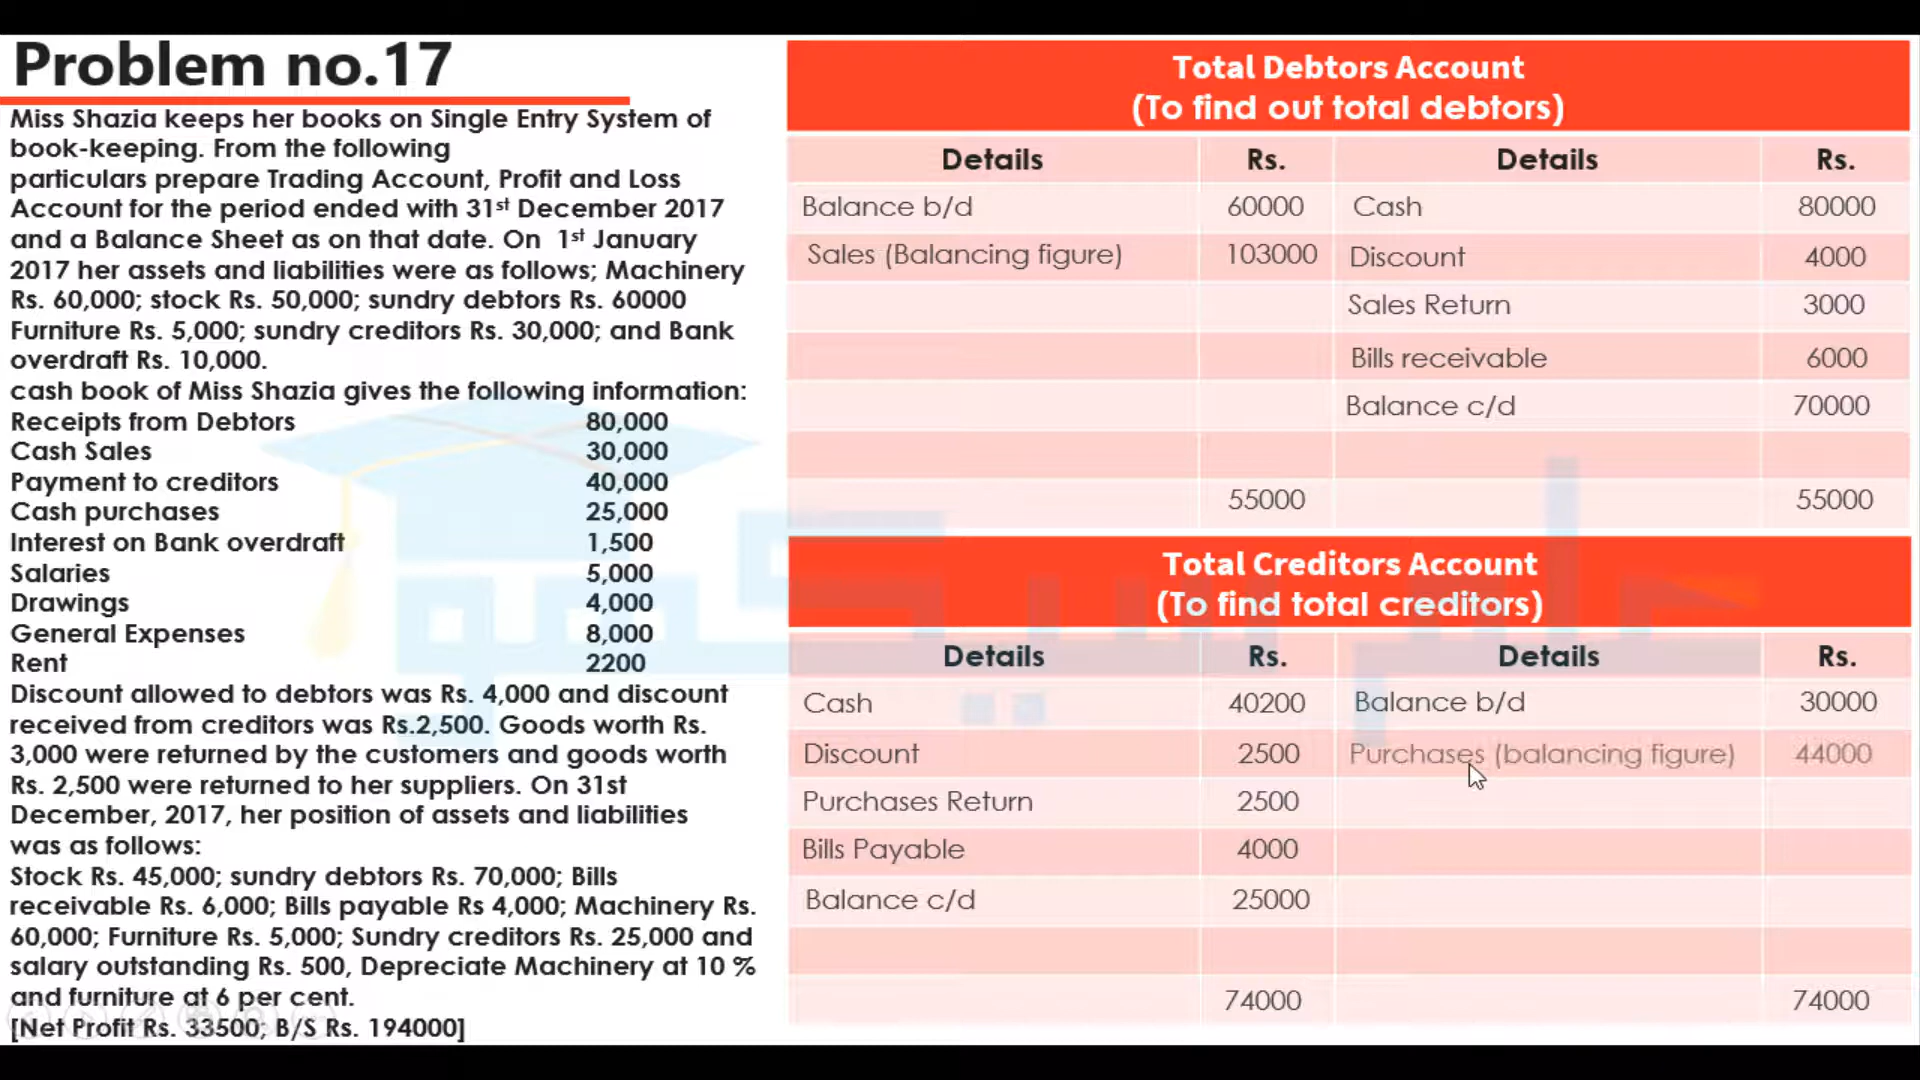 Problem no.17
Miss Shazia keeps her books on Single Entry System of
book-keeping. From the following
particulars prepare Trading Account, Profit and Loss
Account for the period ended with 31st December 2017
and a Balance Sheet as on that date. On 1st January
2017 her assets and liabilities were as follows; Machinery
Rs. 60,000; stock Rs. 50,000; sundry debtors Rs. 60000
Furniture Rs. 5,000; sundry creditors Rs. 30,000; and Bank
overdraft Rs. 10,000.
cash book of Miss Shazia gives the following information:
Receipts from Debtors 80,000
Cash Sales 30,000
Payment to creditors 40,000
Cash purchases 25,000
Interest on Bank overdraft 1,500
Salaries 5,000
Drawings 4,000
General Expenses 8,000
Rent 2200
Discount allowed to debtors was Rs. 4,000 and discount
received from creditors was Rs.2,500. Goods worth Rs.
3,000 were returned by the customers and goods worth
Rs. 2,500 were returned to her suppliers. On 31st
December, 2017, her position of assets and liabilities
was as follows:
Stock Rs. 45,000; sundry debtors Rs. 70,000; Bills
receivable Rs. 6,000; Bills payable Rs 4,000; Machinery Rs.
60,000; Furniture Rs. 5,000; Sundry creditors Rs. 25,000 and
salary outstanding Rs. 500, Depreciate Machinery at 10 %
and furniture at 6 per cent.
[Net Profit Rs. 33500; B/S Rs. 194000]
Total Debtors Account
(To find out total debtors)
Details Rs. Details Rs.
Balance b/d 60000 Cash 80000
Sales (Balancing figure) 103000 Discount 4000
Sales Return 3000
Bills receivable 6000
Balance c/d 70000
55000 55000
Total Creditors Account
(To find total creditors)
Details Rs. Details Rs.
Cash 40200 Balance b/d 30000
Discount 2500 Purchases (balancing figure) 44000
Purchases Return 2500
Bills Payable 4000
Balance c/d 25000
74000 74000